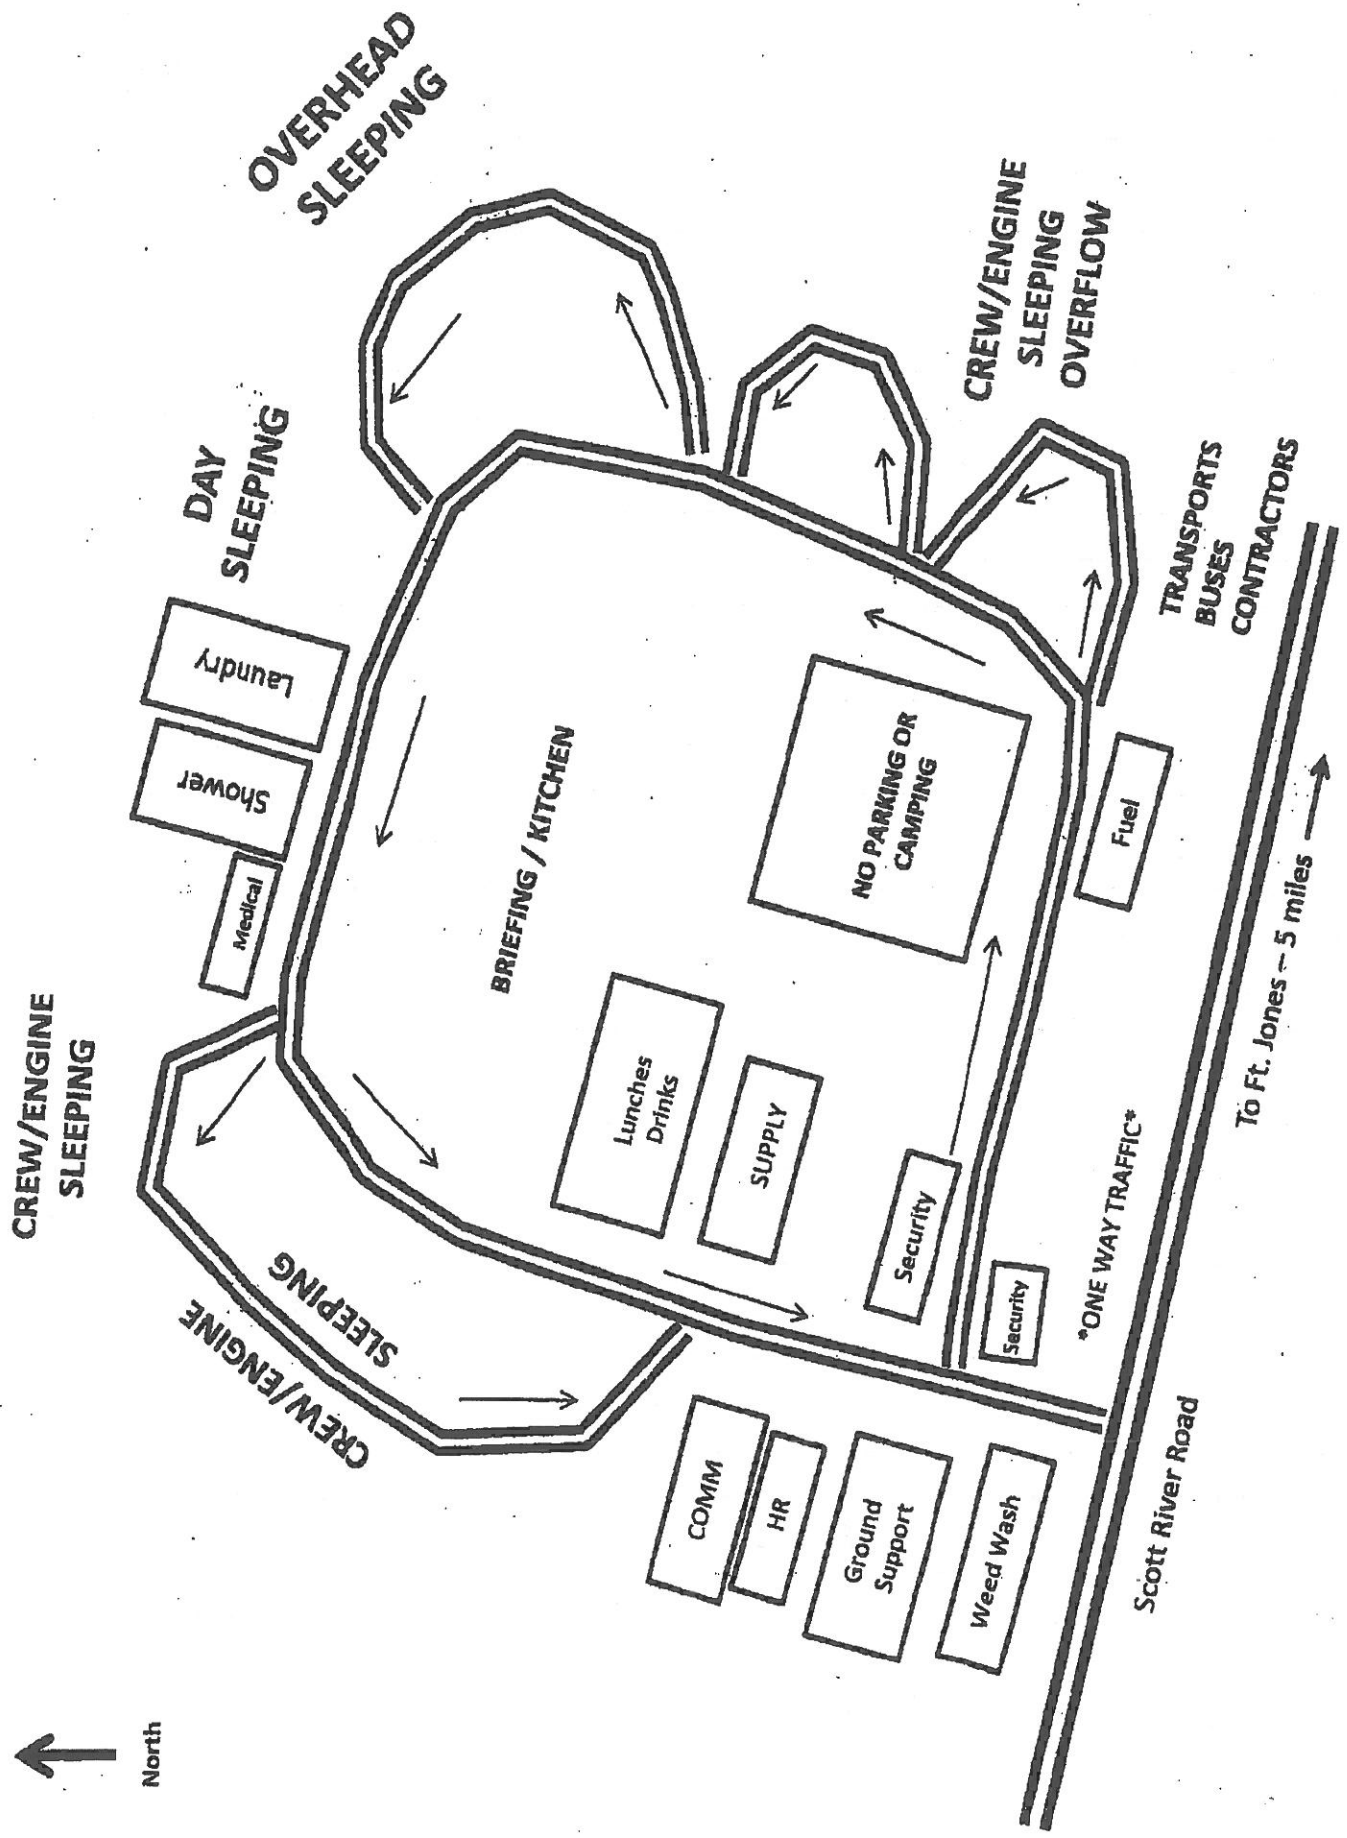 North
CREW/ENGINE
SLEEPING
CREW/ENGINE
SLEEPING
Medical
Shower
Laundry
DAY
SLEEPING
OVERHEAD
SLEEPING
BRIEFING / KITCHEN
Lunches
Drinks
SUPPLY
NO PARKING OR
CAMPING
CREW/ENGINE
SLEEPING
OVERFLOW
COMM
HR
Ground
Support
Weed Wash
Security
Security
Fuel
TRANSPORTS
BUSES
CONTRACTORS
*ONE WAY TRAFFIC*
Scott River Road
To Ft. Jones – 5 miles